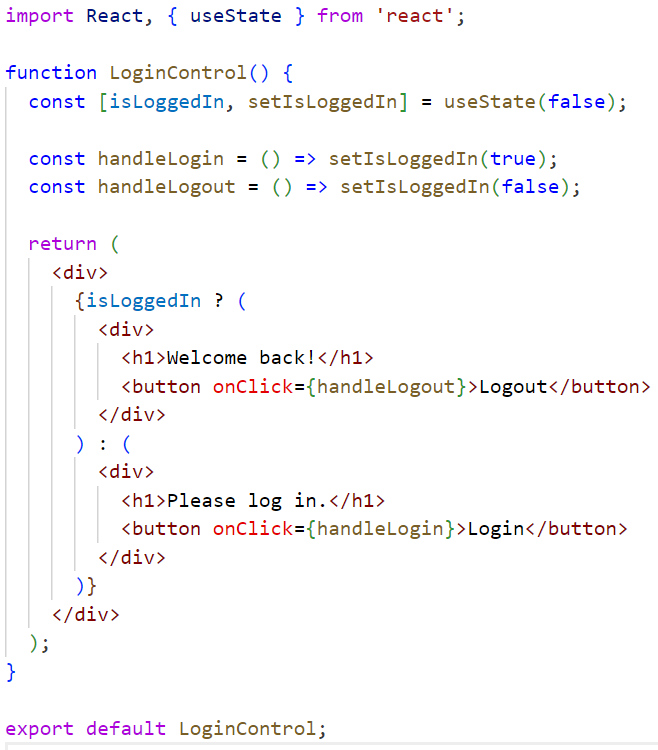 import React, { useState } from 'react';

function LoginControl() {
  const [isLoggedIn, setIsLoggedIn] = useState(false);

  const handleLogin = () => setIsLoggedIn(true);
  const handleLogout = () => setIsLoggedIn(false);

  return (
    <div>
      {isLoggedIn ? (
        <div>
          <h1>Welcome back!</h1>
          <button onClick={handleLogout}>Logout</button>
        </div>
      ) : (
        <div>
          <h1>Please log in.</h1>
          <button onClick={handleLogin}>Login</button>
        </div>
      )}
    </div>
  );
}

export default LoginControl;